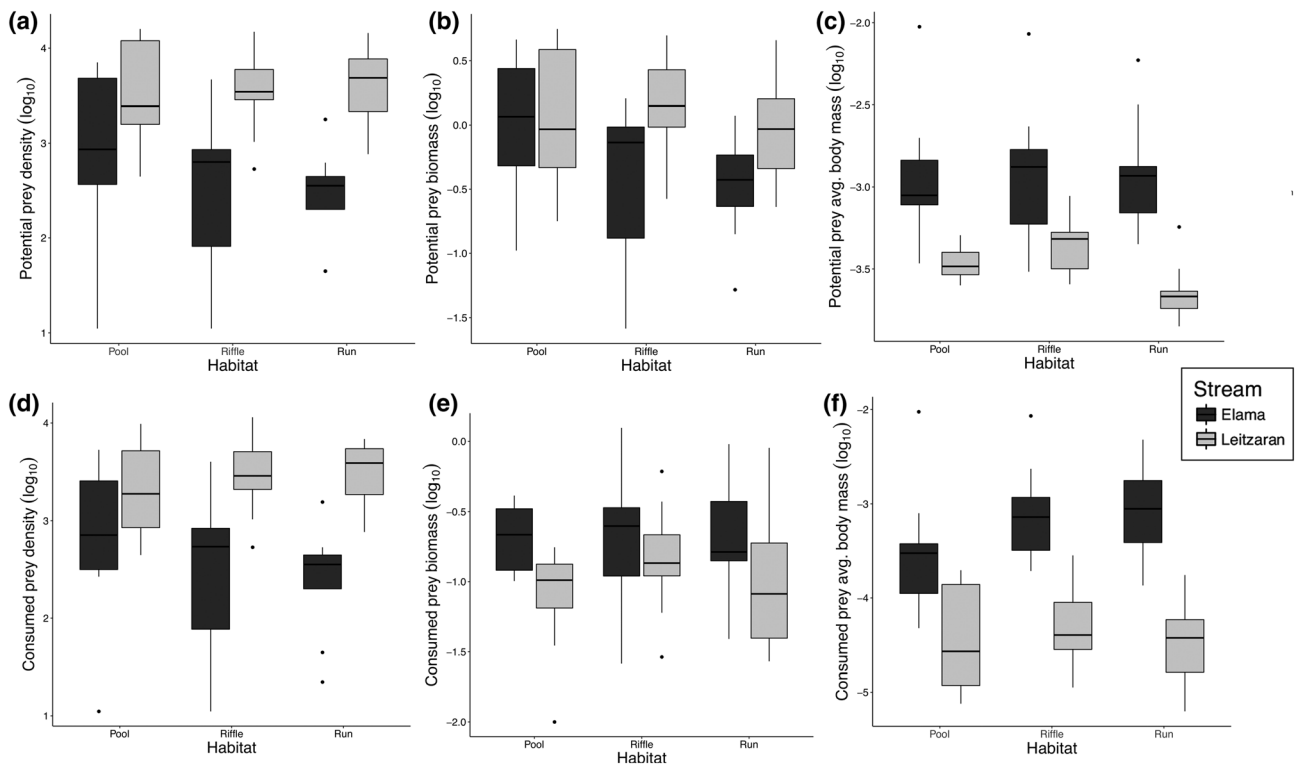 (a)
Potential prey density (log10)
4
3
2
1
Pool Riffle Run
Habitat
(b)
Potential prey biomass (log10)
0.5
0.0
−0.5
−1.0
−1.5
Pool Riffle Run
Habitat
(c)
Potential prey avg. body mass (log10)
−2.0
−2.5
−3.0
−3.5
Pool Riffle Run
Habitat
(d)
Consumed prey density (log10)
4
3
2
1
Pool Riffle Run
Habitat
(e)
Consumed prey biomass (log10)
0.0
−0.5
−1.0
−1.5
−2.0
Pool Riffle Run
Habitat
(f)
Consumed prey avg. body mass (log10)
−2
−3
−4
−5
Pool Riffle Run
Habitat
Stream
Elama
Leitzaran